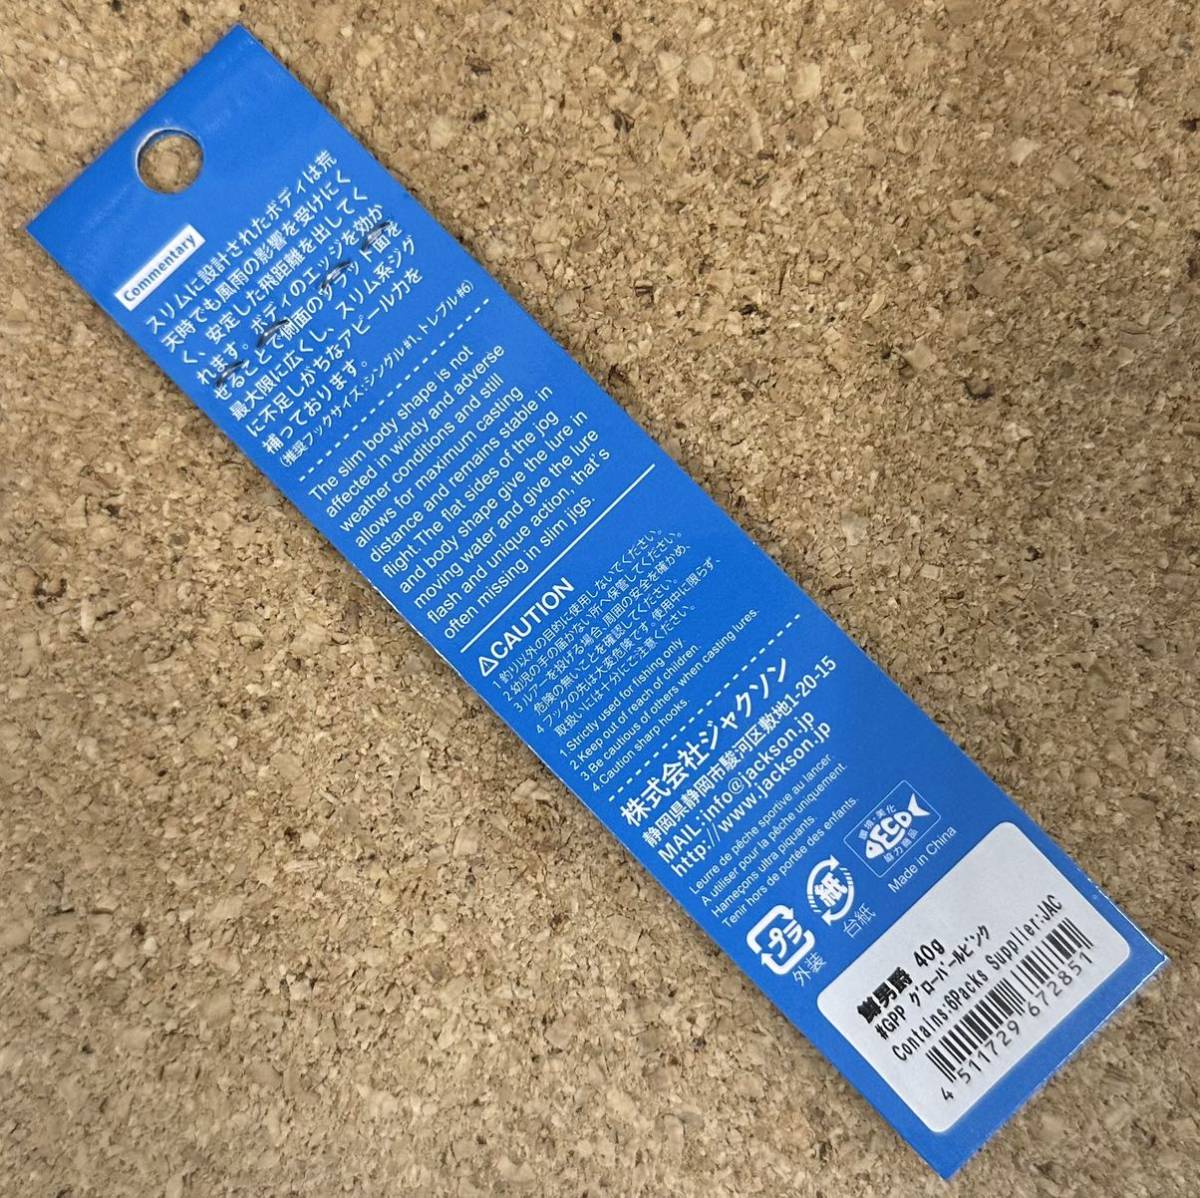 Commentary
スリムに設計されたボディは荒
天時でも風雨の影響を受けにく
く、安定した飛距離を出してく
れます。ボディのエッジを効か
せることで側面のフラット面を
最大限に広くし、スリム系ジグ
に不足しがちなアピール力を
補っております。
(推奨フックサイズ:シングル#1、トレブル#6)
The slim body shape is not
affected in windy and adverse
weather conditions and still
allows for maximum casting
distance and remains stable in
flight.The flat sides of the jog
and body shape give the lure in
moving water and give the lure
flash and unique action, that's
often missing in slim jigs.
⚠CAUTION
1 釣り以外の目的に使用しないでください。
2 幼児の手の届かない所へ保管してください。
3 ルアーを投げる場合、周囲の安全を確かめ、
危険の無いことを確認してください。
4 フックの先は大変危険です。使用中に限らず、
取扱いには十分にご注意ください。
1 Strictly used for fishing only.
2.Keep out of reach of children.
3 Be cautious of others when casting lures.
4 Caution sharp hooks
株式会社ジャクソン
静岡県静岡市駿河区敷地1-20-15
MAIL:info@jackson.jp
http://www.jackson.jp
Leurre de pêche sportive au lancer
A utiliser pour la pêche uniquement.
Hameçons ultra piquants.
Tenir hors de portée des enfants.
プラ
外装
紙
台紙
環境・美化
ECO
協力商品
Made in China
鱒男爵 40g
#GPP グローバールピンク
Contains:6Packs Supplier:JAC
4 511729 672851